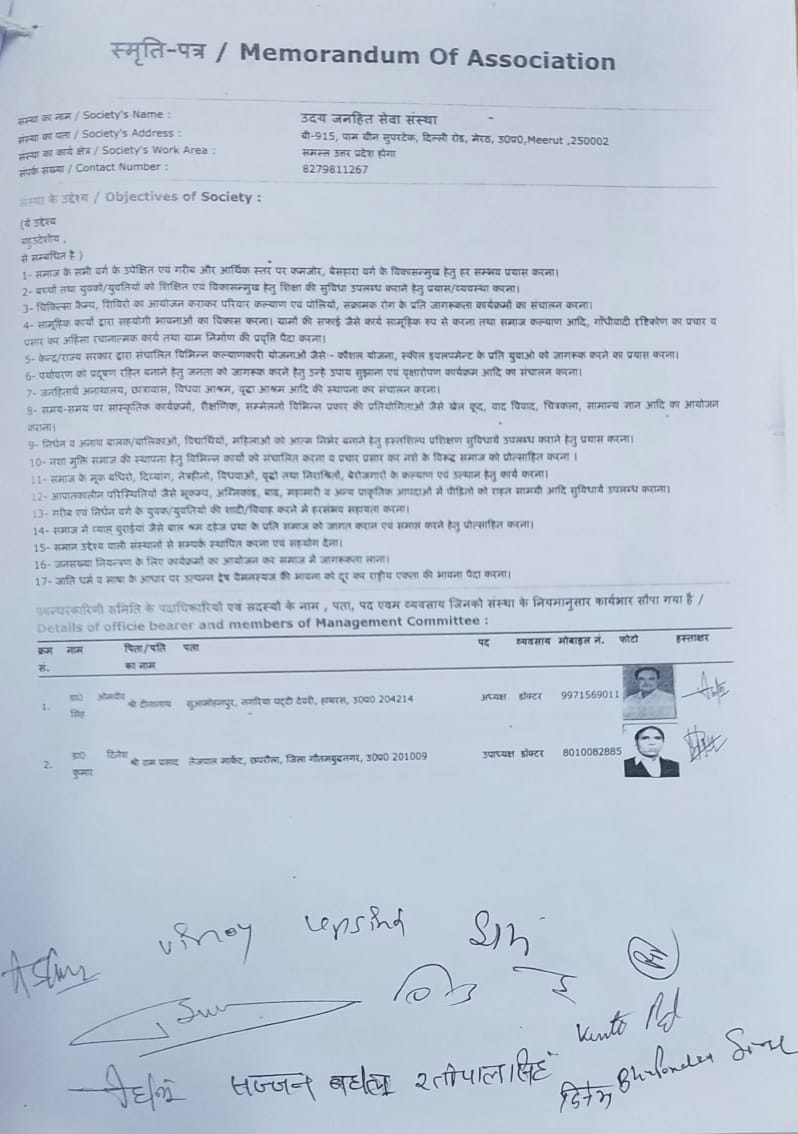 स्मृति-पत्र / Memorandum Of Association
संस्था का नाम / Society's Name : उदय जनहित सेवा संस्था -
संस्था का पता / Society's Address : बी-915, पाम ग्रीन सुपरटेक, दिल्ली रोड, मेरठ, उ0प्र0,Meerut ,250002
संस्था का कार्य क्षेत्र / Society's Work Area : समस्त उत्तर प्रदेश होगा
संपर्क सख्या / Contact Number : 8279811267
संस्था के उद्देश्य / Objectives of Society :
(ये उद्देश्य
बहुउद्देशीय ,
से सम्बंधित है )
1- समाज के सभी वर्ग के उपेक्षित एवं गरीब और आर्थिक स्तर पर कमजोर, बेसहारा वर्ग के विकासन्मुख हेतु हर सम्भव प्रयास करना।
2- बच्चों तथा युवकों/युवतियों को शिक्षित एवं विकासन्मुख हेतु शिक्षा की सुविधा उपलब्ध कराने हेतु प्रयास/व्यवस्था करना।
3- चिकित्सा कैम्प, शिविरों का आयोजन कराकर परिवार कल्याण एवं पोलियों, संक्रामक रोग के प्रति जागरूकता कार्यक्रमों का संचालन करना।
4- सामूहिक कार्यों द्वारा सहयोगी भावनाओं का विकास करना। ग्रामों की सफाई जैसे कार्य सामूहिक रूप से करना तथा समाज कल्याण आदि, गाँधीवादी दृष्टिकोण का प्रचार व
प्रसार कर अहिंसा रचानात्मक कार्य तथा ग्राम निर्माण की प्रवृत्ति पैदा करना।
5- केन्द्र/राज्य सरकार द्वारा संचालित विभिन्न कल्याणकारी योजनाओं जैसेः- कौशल योजना, स्कील डवलपमेन्ट के प्रति युवाओ को जागरूक करने का प्रयास करना।
6- पर्यावरण को प्रदूषण रहित बनाने हेतु जनता को जागरूक करने हेतु उन्हे उपाय सुझाना एवं वृक्षारोपण कार्यक्रम आदि का संचालन करना।
7- जनहितार्थ अनाथालय, छात्रावास, विधवा आश्रम, वृद्धा आश्रम आदि की स्थापना कर संचालन करना।
8- समय-समय पर सांस्कृतिक कार्यक्रमो, शैक्षणिक, सम्मेलनों विभिन्न प्रकार की प्रतियोगिताओं जैसे खेल कूद, वाद विवाद, चित्रकला, सामान्य ज्ञान आदि का आयोजन
कराना।
9- निर्धन व अनाथ बालक/बालिकाओं, विद्यार्थियों, महिलाओं को आत्म निर्भर बनाने हेतु हस्तशिल्प प्रशिक्षण सुविधायें उपलब्ध कराने हेतु प्रयास करना।
10- नशा मुक्ति समाज की स्थापना हेतु विभिन्न कार्यों को संचालित करना व प्रचार प्रसार कर नशे के विरूद्ध समाज को प्रोत्साहित करना ।
11- समाज के मूक बधिरो, दिव्यांग, नेत्रहीनो, विधवाओं, वृद्धो तथा निराश्रितों, बेरोजगारों के कल्याण एवं उत्थान हेतु कार्य करना।
12- आपातकालीन परिस्थितियों जैसे भूकम्प, अग्निकांड, बाढ़, महामारी व अन्य प्राकृतिक आपदाओं में पीड़ितो को राहत सामग्री आदि सुविधायें उपलब्ध कराना।
13- गरीब एवं निर्धन वर्ग के युवक/युवतियों की शादी/विवाह करने में हरसंभव सहायता करना।
14- समाज में व्याप्त बुराईयां जैसे बाल श्रम दहेज प्रथा के प्रति समाज को जागृत कराने एवं समाप्त करने हेतु प्रोत्साहित करना।
15- समान उद्देश्य वाली संस्थानों से सम्पर्क स्थापित करना एवं सहयोग देना।
16- जनसख्या नियन्त्रण के लिए कार्यक्रमों का आयोजन कर समाज में जागरूकता लाना।
17- जाति धर्म व भाषा के आधार पर उत्पन्न द्वेष वैमनस्यज की भावना को दूर कर राष्ट्रीय एकता की भावना पैदा करना।
प्रबन्धकारिणी समिति के पदाधिकारियों एवं सदस्यों के नाम , पता, पद एवम व्यवसाय जिनको संस्था के नियमानुसार कार्यभार सौपा गया है /
Details of officie bearer and members of Management Committee :
क्रम नाम पिता/पति पता पद व्यवसाय मोबाइल नं. फोटो हस्ताक्षर
सं. का नाम
1. डा0 ओमवीर सिंह श्री दीनानाथ सुआमोहनपुर, नगरिया पट्टी देवरी, हाथरस, उ0प्र0 204214 अध्यक्ष डॉक्टर 9971569011
2. डा0 दिनेश कुमार श्री राम प्रसाद तेजपाल मार्केट, छपरौला, जिला गौतमबुद्धनगर, उ0प्र0 201009 उपाध्यक्ष डॉक्टर 8010082885
vinoy
सज्जन